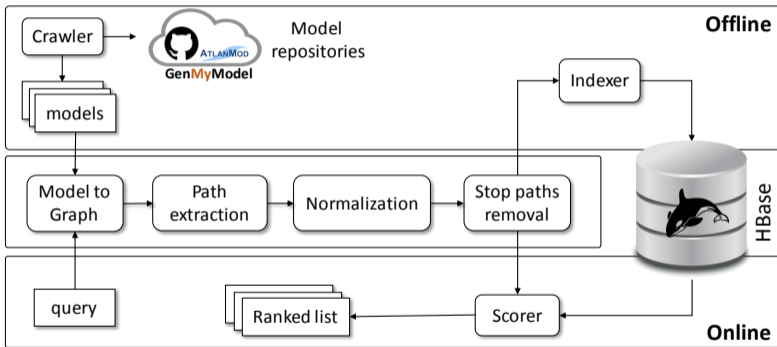 Crawler
ATLANMOD
GenMyModel
Model
repositories
Offline
models
Indexer
Model to
Graph
Path
extraction
Normalization
Stop paths
removal
HBase
query
Ranked list
Scorer
Online